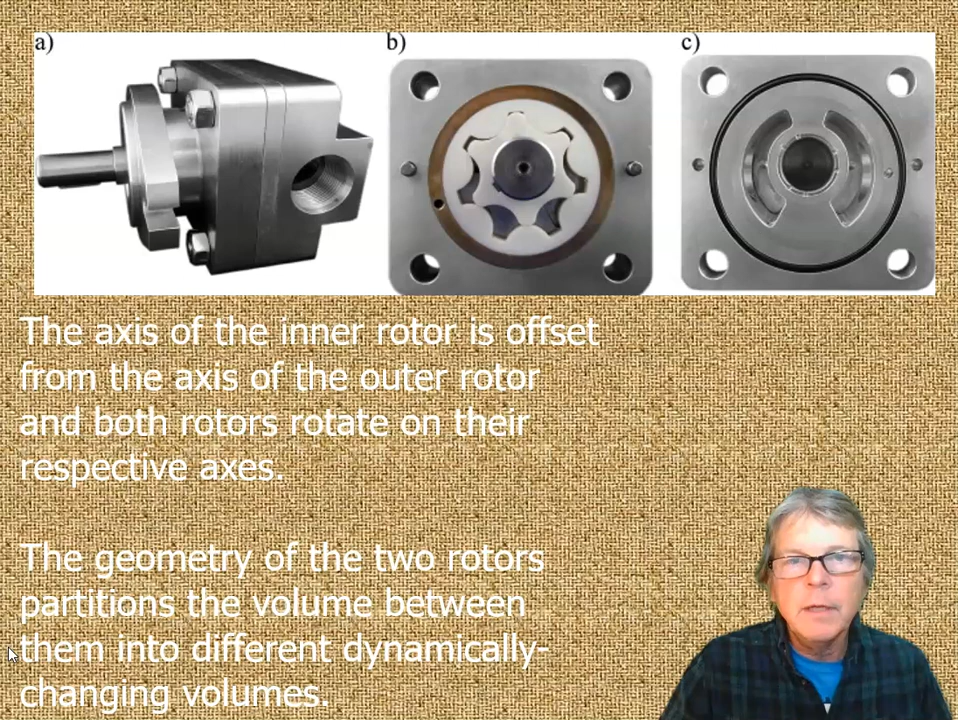 a)
b)
c)
The axis of the inner rotor is offset
from the axis of the outer rotor
and both rotors rotate on their
respective axes.
The geometry of the two rotors
partitions the volume between
them into different dynamically-
changing volumes.